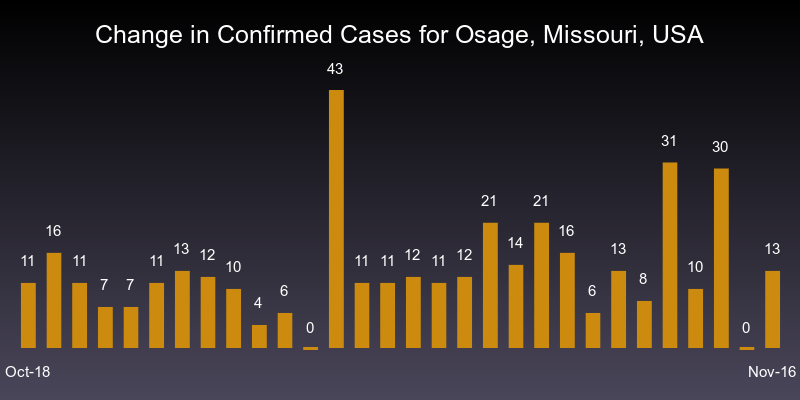 Change in Confirmed Cases for Osage, Missouri, USA
11 16 11 7 7 11 13 12 10 4 6 0 43 11 11 12 11 12 21 14 21 16 6 13 8 31 10 30 0 13
Oct-18 Nov-16